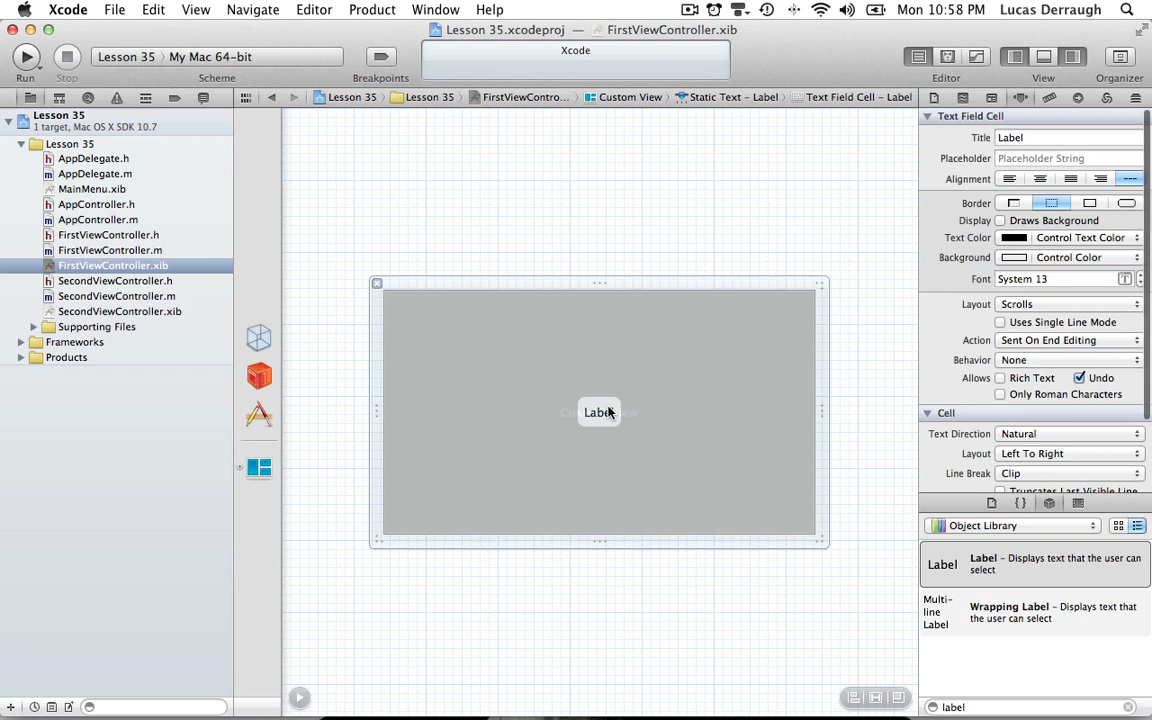 Xcode File Edit View Navigate Editor Product Window Help Mon 10:58 PM Lucas Derraugh
Lesson 35.xcodeproj — FirstViewController.xib
Run Stop Lesson 35 〉 My Mac 64-bit Scheme Breakpoints Xcode Editor View Organizer
Lesson 35 〉 Lesson 35 〉 FirstViewContro... 〉 Custom View 〉 Static Text – Label 〉 Text Field Cell – Label
Lesson 35
1 target, Mac OS X SDK 10.7
Lesson 35
AppDelegate.h
AppDelegate.m
MainMenu.xib
AppController.h
AppController.m
FirstViewController.h
FirstViewController.m
FirstViewController.xib
SecondViewController.h
SecondViewController.m
SecondViewController.xib
Supporting Files
Frameworks
Products
Label
Text Field Cell
Title Label
Placeholder Placeholder String
Alignment
Border
Display Draws Background
Text Color Control Text Color
Background Control Color
Font System 13
Layout Scrolls
Uses Single Line Mode
Action Sent On End Editing
Behavior None
Allows Rich Text Undo
Only Roman Characters
Cell
Text Direction Natural
Layout Left To Right
Line Break Clip
Truncates Last Visible Line
Object Library
Label Label – Displays text that the user can
select
Multi-line Label Wrapping Label – Displays text that
the user can select
label